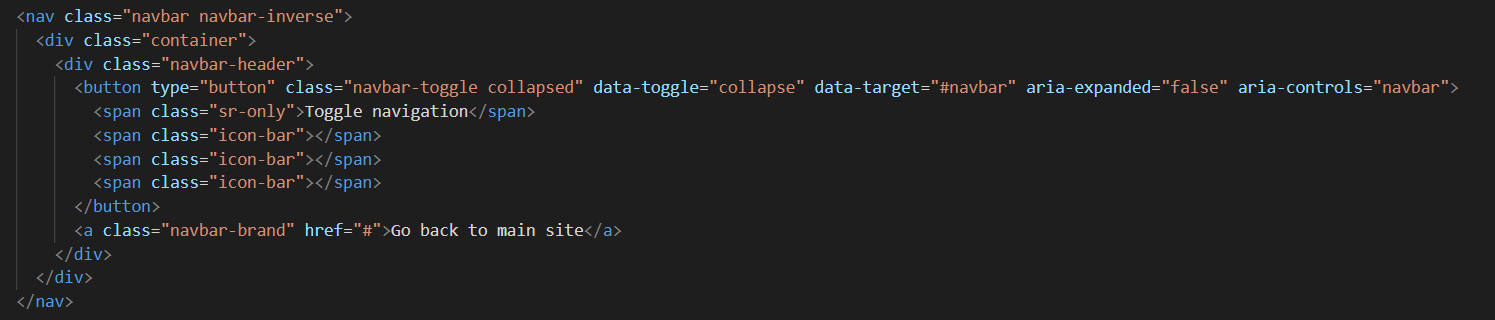 <nav class="navbar navbar-inverse">
<div class="container">
<div class="navbar-header">
<button type="button" class="navbar-toggle collapsed" data-toggle="collapse" data-target="#navbar" aria-expanded="false" aria-controls="navbar">
<span class="sr-only">Toggle navigation</span>
<span class="icon-bar"></span>
<span class="icon-bar"></span>
<span class="icon-bar"></span>
</button>
<a class="navbar-brand" href="#">Go back to main site</a>
</div>
</div>
</nav>